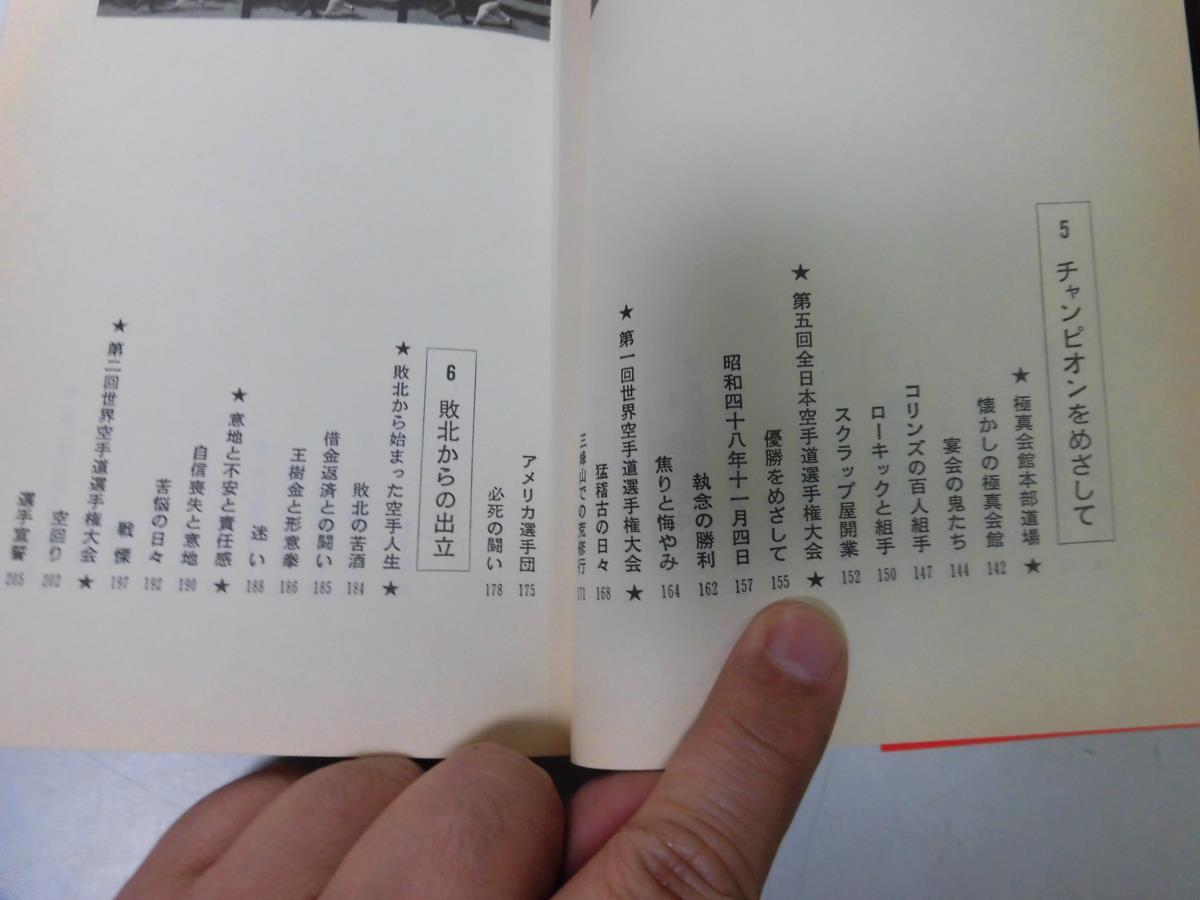 5 チャンピオンをめざして
★ 極真会館本部道場 ★
懐かしの極真会館 142
宴会の鬼たち 144
コリンズの百人組手 147
ローキックと組手 150
スクラップ屋開業 152
★ 第五回全日本空手道選手権大会 ★
優勝をめざして 155
昭和四十八年十一月四日 157
執念の勝利 162
焦りと悔やみ 164
★ 第一回世界空手道選手権大会 ★
猛稽古の日々 168
三峰山での荒修行 171
アメリカ選手団 175
必死の闘い 178
6 敗北からの出立
★ 敗北から始まった空手人生 ★
敗北の苦酒 184
借金返済との闘い 185
王樹金と形意拳 186
迷い 188
★ 意地と不安と責任感 ★
自信喪失と意地 190
苦悩の日々 192
戦慄 197
★ 第二回世界空手道選手権大会 ★
空回り 202
選手宣誓 205